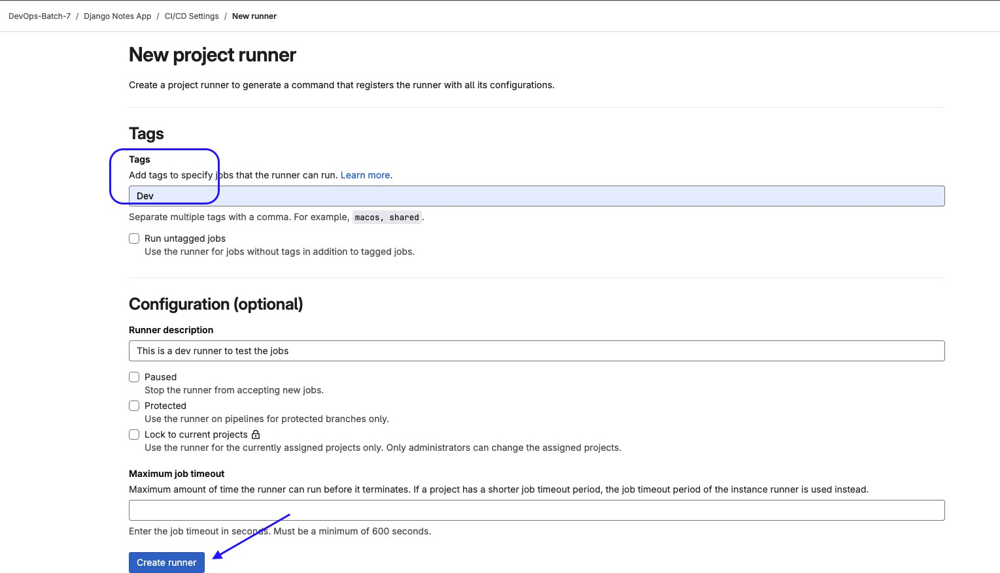 DevOps-Batch-7 / Django Notes App / CI/CD Settings / New runner
New project runner
Create a project runner to generate a command that registers the runner with all its configurations.
Tags
Tags
Add tags to specify jobs that the runner can run. Learn more.
Dev
Separate multiple tags with a comma. For example, macos, shared.
Run untagged jobs
Use the runner for jobs without tags in addition to tagged jobs.
Configuration (optional)
Runner description
This is a dev runner to test the jobs
Paused
Stop the runner from accepting new jobs.
Protected
Use the runner on pipelines for protected branches only.
Lock to current projects
Use the runner for the currently assigned projects only. Only administrators can change the assigned projects.
Maximum job timeout
Maximum amount of time the runner can run before it terminates. If a project has a shorter job timeout period, the job timeout period of the instance runner is used instead.
Enter the job timeout in seconds. Must be a minimum of 600 seconds.
Create runner